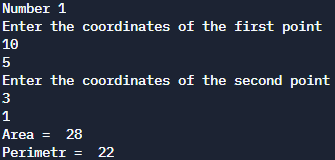 Number 1
Enter the coordinates of the first point
10
5
Enter the coordinates of the second point
3
1
Area =  28
Perimetr =  22